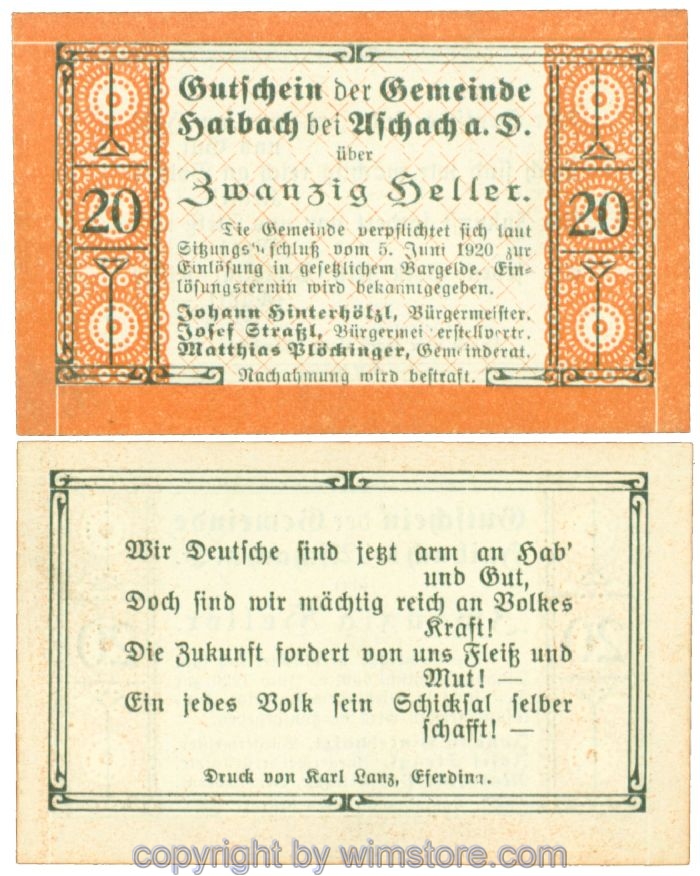 Gutschein der Gemeinde
Haibach bei Aschach a. D.
über
Zwanzig Heller.
20
20
Die Gemeinde verpflichtet sich laut
vom 5. Juni 1920 zur
Einlösung in gesetzlichem Bargelde. Ein-
lösungstermin wird bekanntgegeben.
Johann Hinterhölzl, Bürgermeister.
Josef Straßl,
Matthias Plöckinger, Gemeinderat.
Nachahmung wird bestraft.
Wir Deutsche sind jetzt arm an Hab'
und Gut,
Doch sind wir mächtig reich an Volkes
Kraft!
Die Zukunft fordert von uns Fleiß und
Mut! —
Ein jedes Volk sein Schicksal selber
schafft! —
Druck von Karl Lanz, Eferding.
copyright by wimstore.com